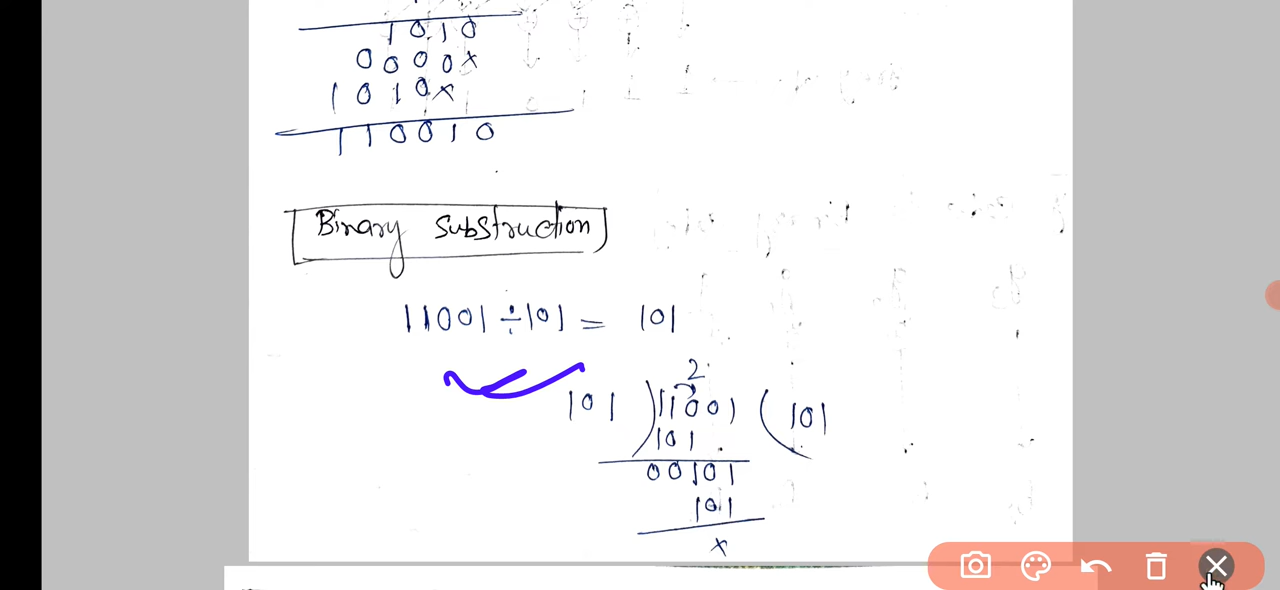 1010
0000x
1010x
110010
Binary Substruction
11001 ÷ 101 = 101
2
101 ) 11001 ( 101
101
00101
101
x